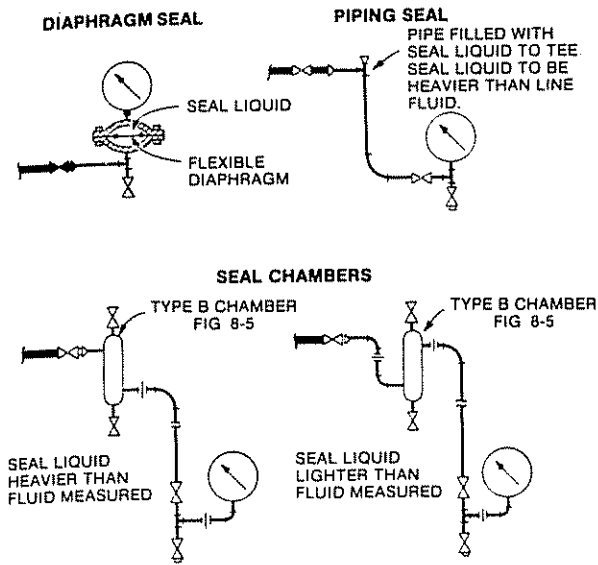 DIAPHRAGM SEAL
SEAL LIQUID
FLEXIBLE
DIAPHRAGM
PIPING SEAL
PIPE FILLED WITH
SEAL LIQUID TO TEE.
SEAL LIQUID TO BE
HEAVIER THAN LINE
FLUID.
SEAL CHAMBERS
TYPE B CHAMBER
FIG 8-5
SEAL LIQUID
HEAVIER THAN
FLUID MEASURED
TYPE B CHAMBER
FIG 8-5
SEAL LIQUID
LIGHTER THAN
FLUID MEASURED